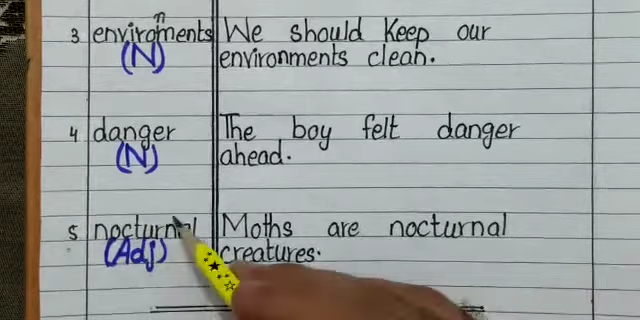 3 environments We should keep our
(N) environments clean.
4 danger The boy felt danger
(N) ahead.
5 nocturnal Moths are nocturnal
(Adj) creatures.